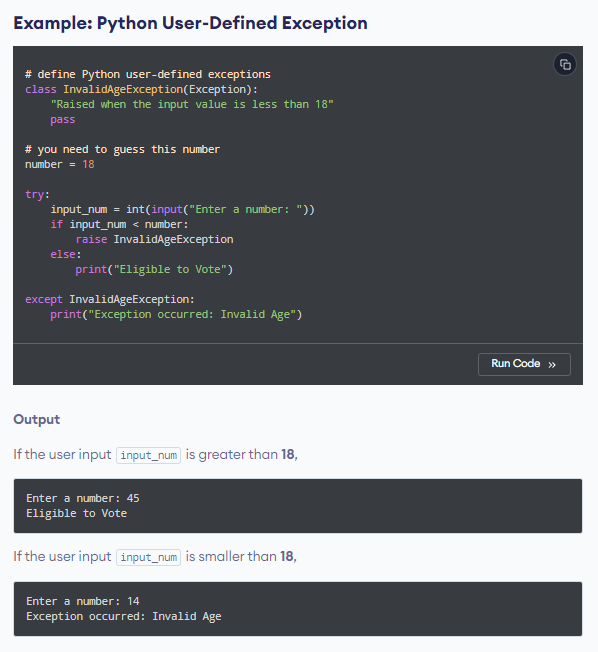 Example: Python User-Defined Exception
# define Python user-defined exceptions
class InvalidAgeException(Exception):
    "Raised when the input value is less than 18"
    pass
# you need to guess this number
number = 18
try:
    input_num = int(input("Enter a number: "))
    if input_num < number:
        raise InvalidAgeException
    else:
        print("Eligible to Vote")
except InvalidAgeException:
    print("Exception occurred: Invalid Age")
Run Code »
Output
If the user input input_num is greater than 18,
Enter a number: 45
Eligible to Vote
If the user input input_num is smaller than 18,
Enter a number: 14
Exception occurred: Invalid Age